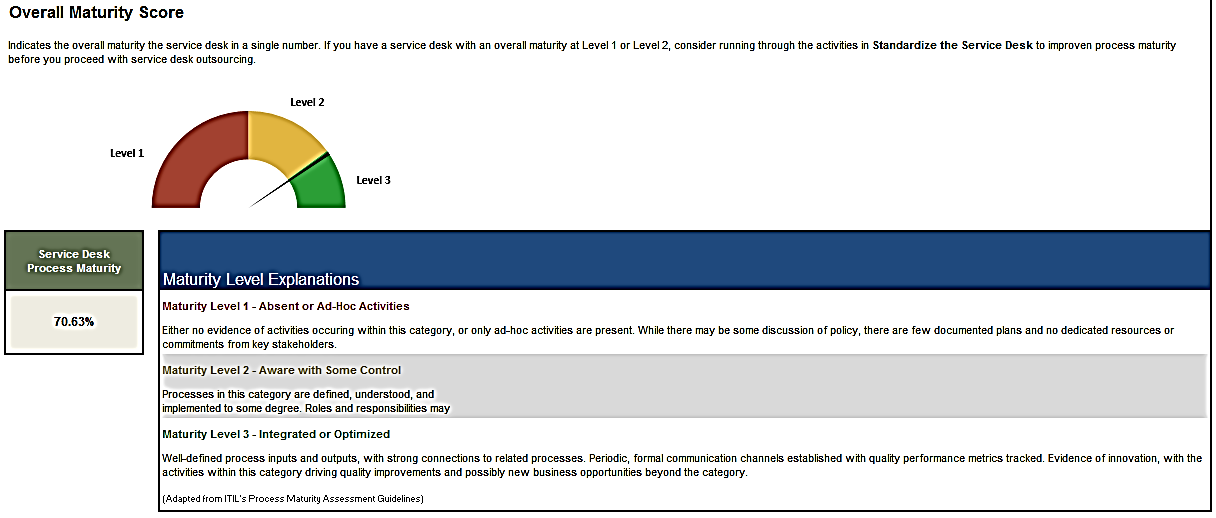 Overall Maturity Score
Indicates the overall maturity the service desk in a single number. If you have a service desk with an overall maturity at Level 1 or Level 2, consider running through the activities in Standardize the Service Desk to improven process maturity
before you proceed with service desk outsourcing.
Level 2
Level 1
Level 3
Service Desk
Process Maturity
70.63%
Maturity Level Explanations
Maturity Level 1 - Absent or Ad-Hoc Activities
Either no evidence of activities occuring within this category, or only ad-hoc activities are present. While there may be some discussion of policy, there are few documented plans and no dedicated resources or
commitments from key stakeholders.
Maturity Level 2 - Aware with Some Control
Processes in this category are defined, understood, and
implemented to some degree. Roles and responsibilities may
Maturity Level 3 - Integrated or Optimized
Well-defined process inputs and outputs, with strong connections to related processes. Periodic, formal communication channels established with quality performance metrics tracked. Evidence of innovation, with the
activities within this category driving quality improvements and possibly new business opportunities beyond the category.
(Adapted from ITIL's Process Maturity Assessment Guidelines)